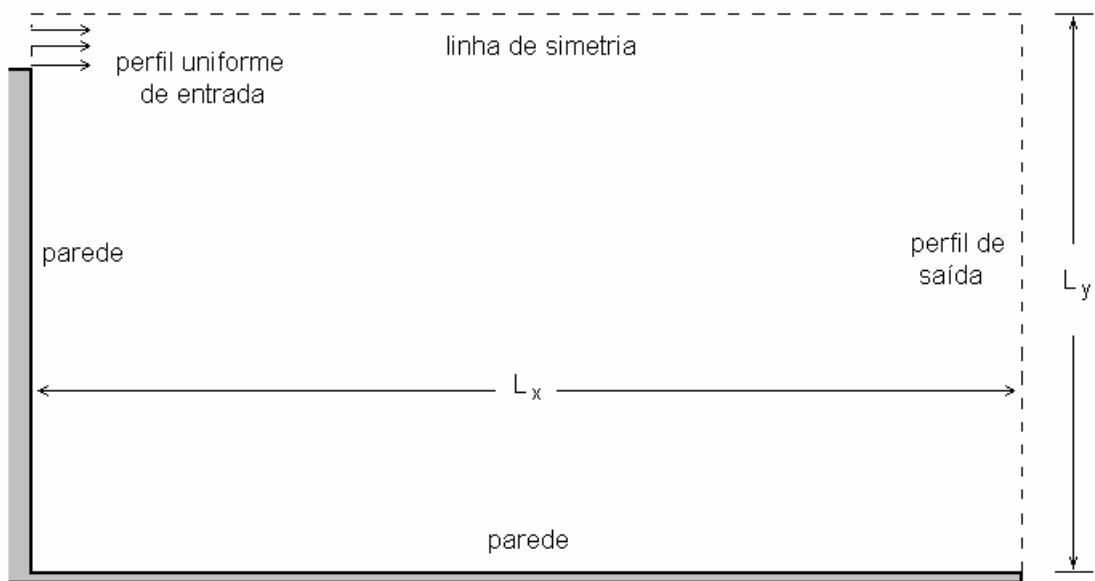 linha de simetria
perfil uniforme
de entrada
parede
perfil de
saída
L y
L x
parede